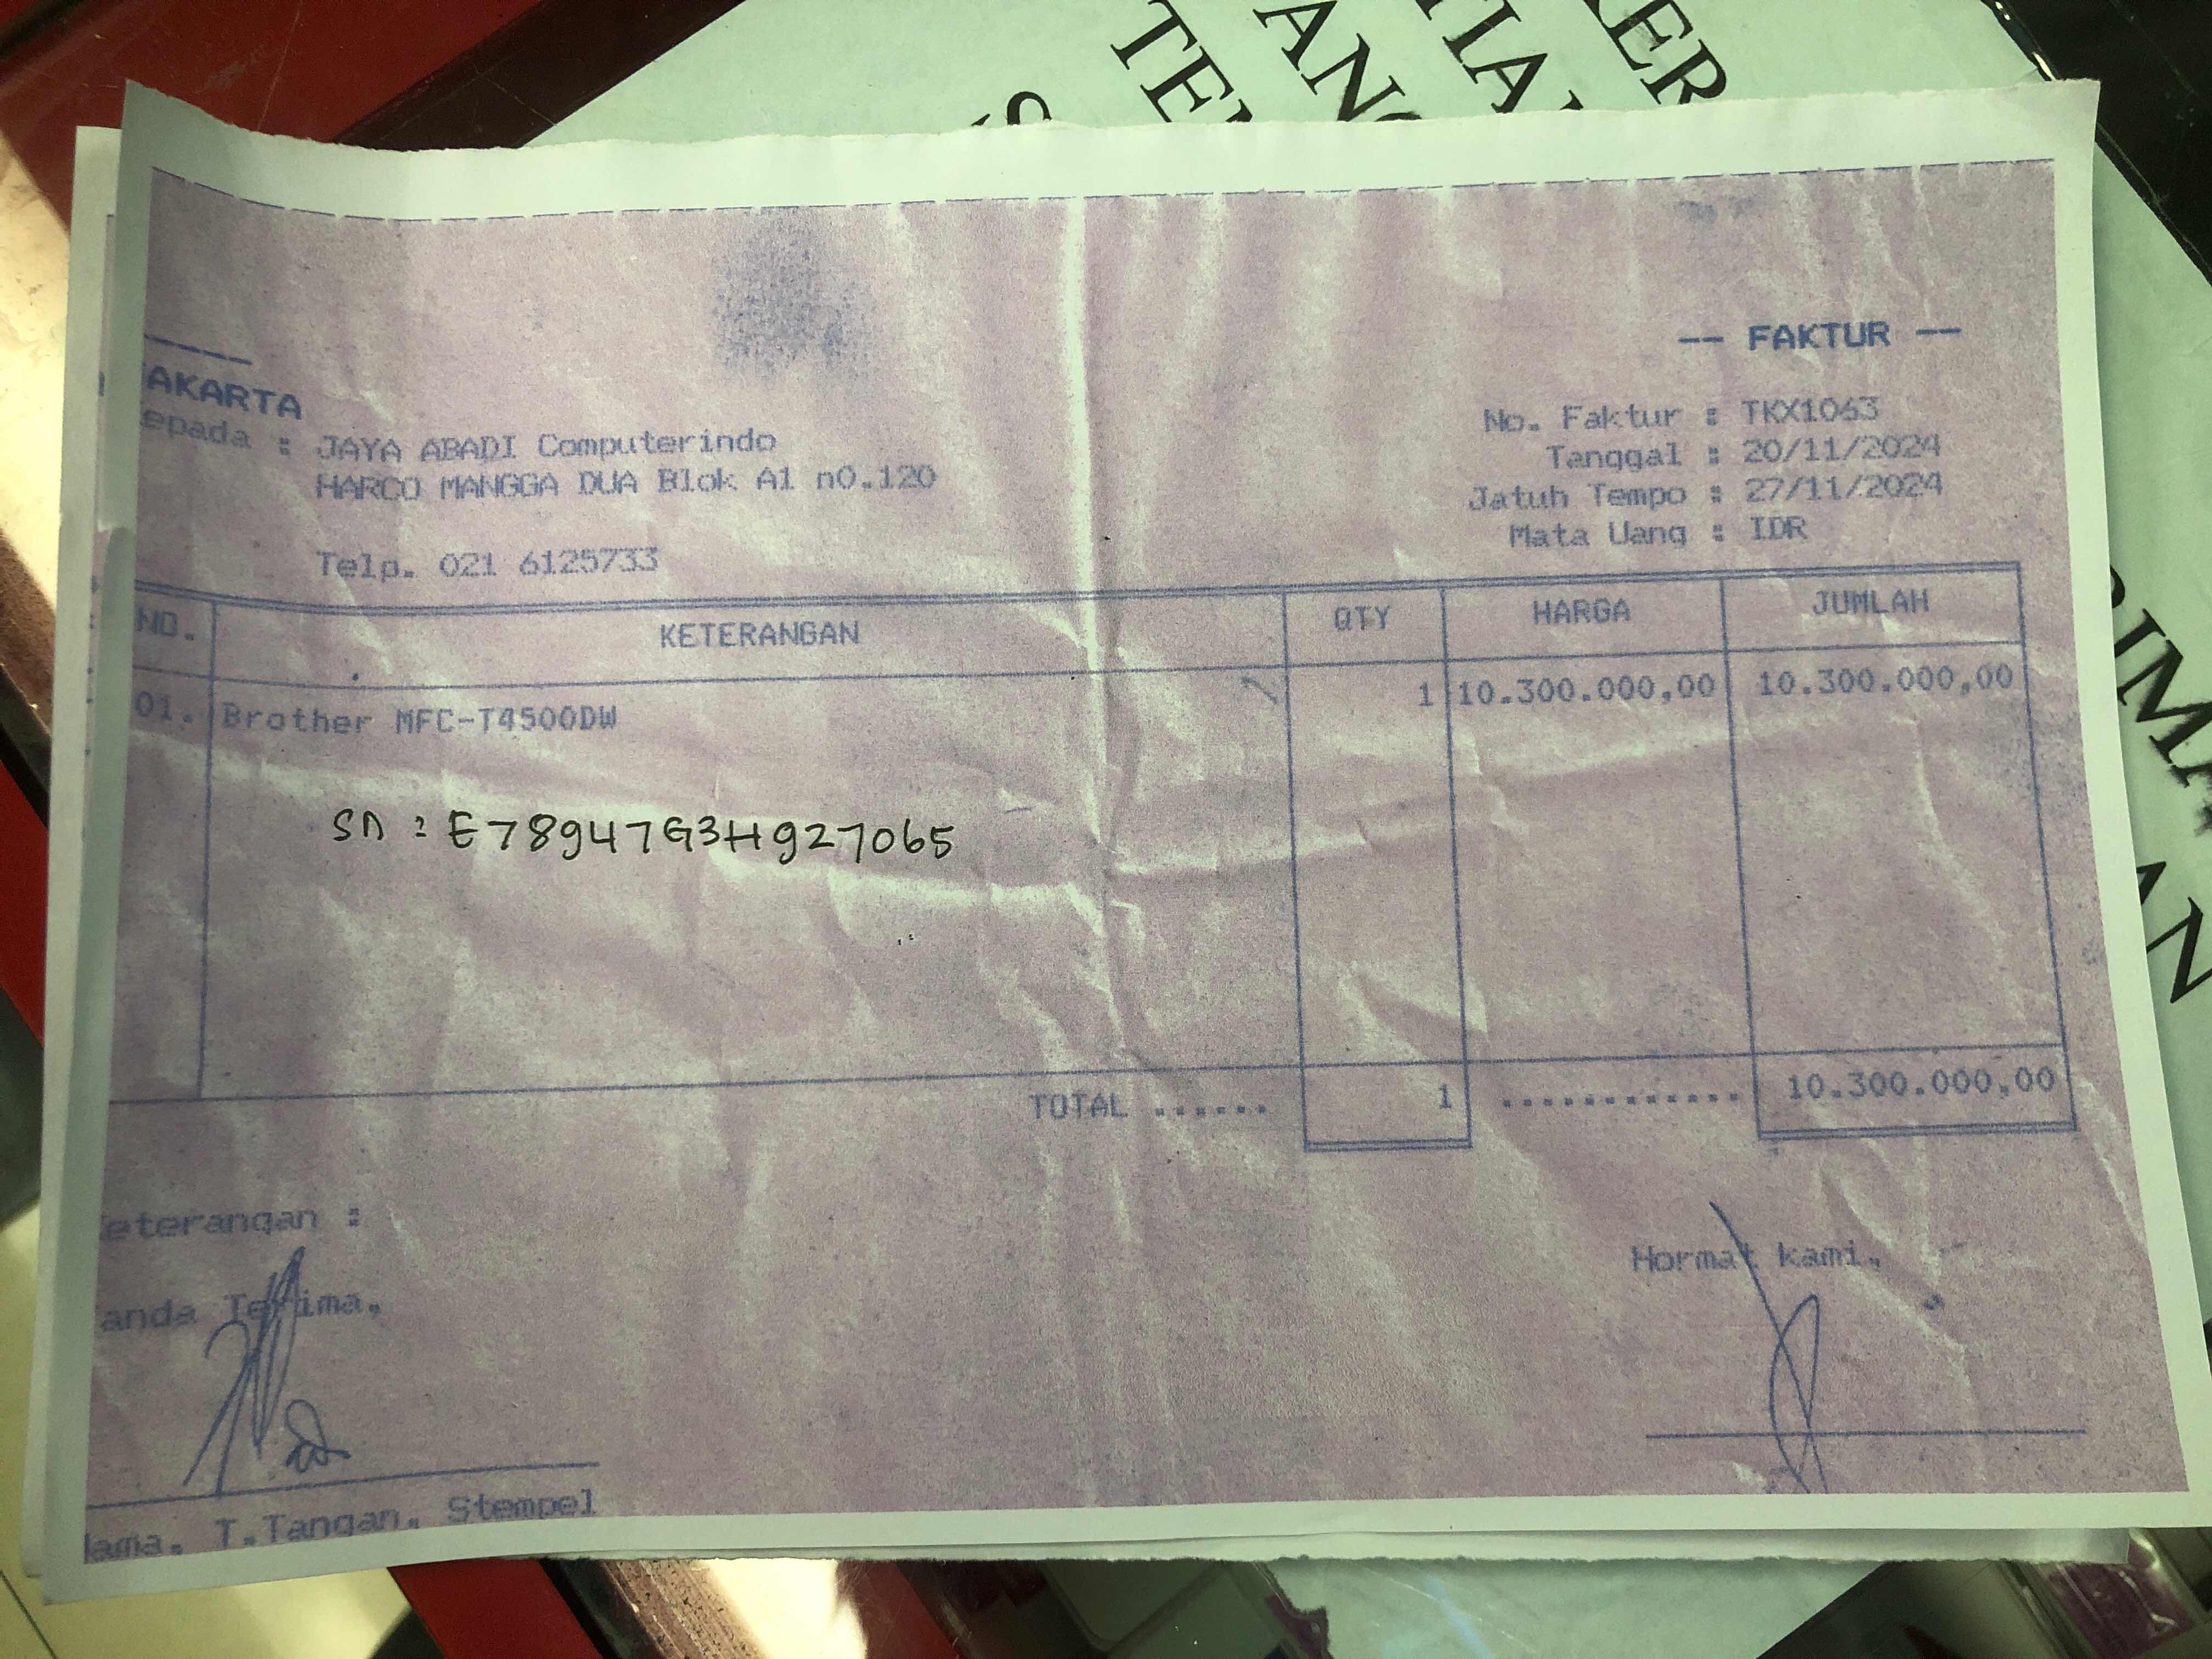 -- FAKTUR --
AKARTA
epada : JAYA ABADI Computerindo
HARCO MANGGA DUA Blok A1 nO.120
Telp. 021 6125733
No. Faktur : TKX1063
Tanggal : 20/11/2024
Jatuh Tempo : 27/11/2024
Mata Uang : IDR
NO. KETERANGAN QTY HARGA JUMLAH
01. Brother MFC-T4500DW 1 10.300.000,00 10.300.000,00
SN : E78947G3H927065
TOTAL ...... 1 ............ 10.300.000,00
eterangan :
anda Terima,
Hormat kami,
ama, T.Tangan, Stempel